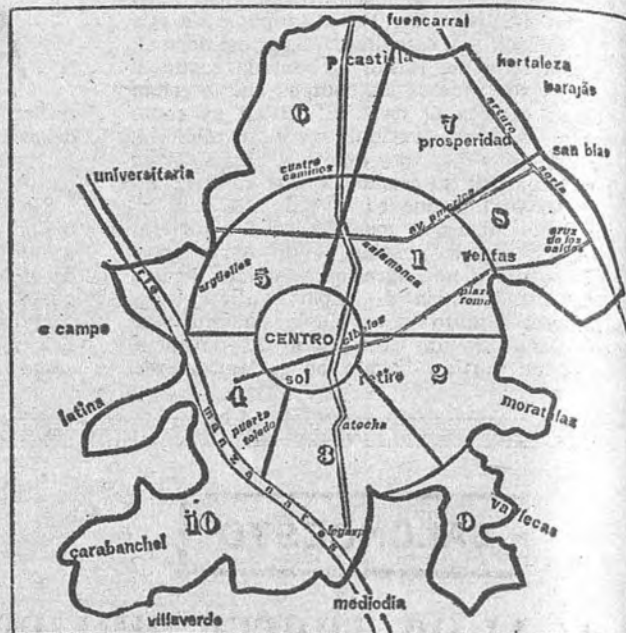 fuencarral
p. castilla
hortaleza
barajas
6
7
arturo
prosperidad
san blas
soria
cuatro caminos
universitaria
av. america
8
cruz de los caidos
salamanca
1
ventas
argüelles
5
plaza roma
rio
CENTRO
cibeles
c campo
sol
retiro
2
4
latina
puerta toledo
manzanares
atocha
moratalaz
3
vallecas
10
9
legazpi
carabanchel
mediodia
villaverde